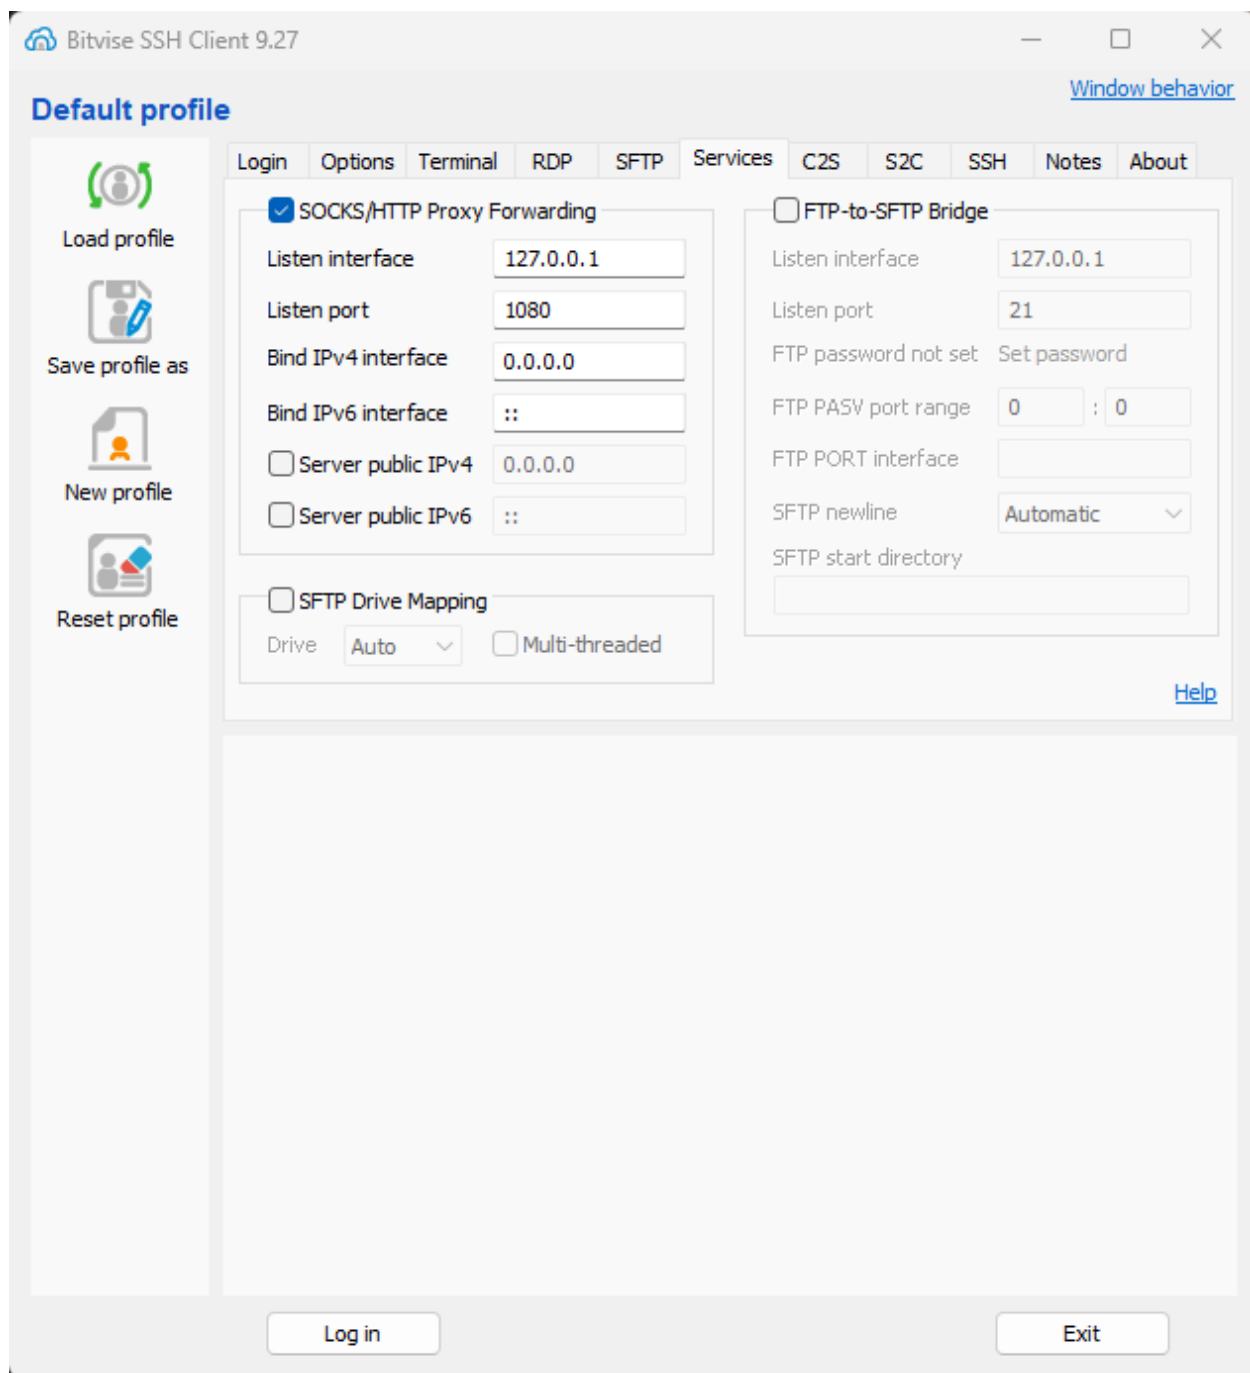 Bitvise SSH Client 9.27
Window behavior
Default profile
Load profile
Save profile as
New profile
Reset profile
Login Options Terminal RDP SFTP Services C2S S2C SSH Notes About
SOCKS/HTTP Proxy Forwarding
Listen interface 127.0.0.1
Listen port 1080
Bind IPv4 interface 0.0.0.0
Bind IPv6 interface ::
Server public IPv4 0.0.0.0
Server public IPv6 ::
SFTP Drive Mapping
Drive Auto Multi-threaded
FTP-to-SFTP Bridge
Listen interface 127.0.0.1
Listen port 21
FTP password not set Set password
FTP PASV port range 0 : 0
FTP PORT interface
SFTP newline Automatic
SFTP start directory
Help
Log in Exit